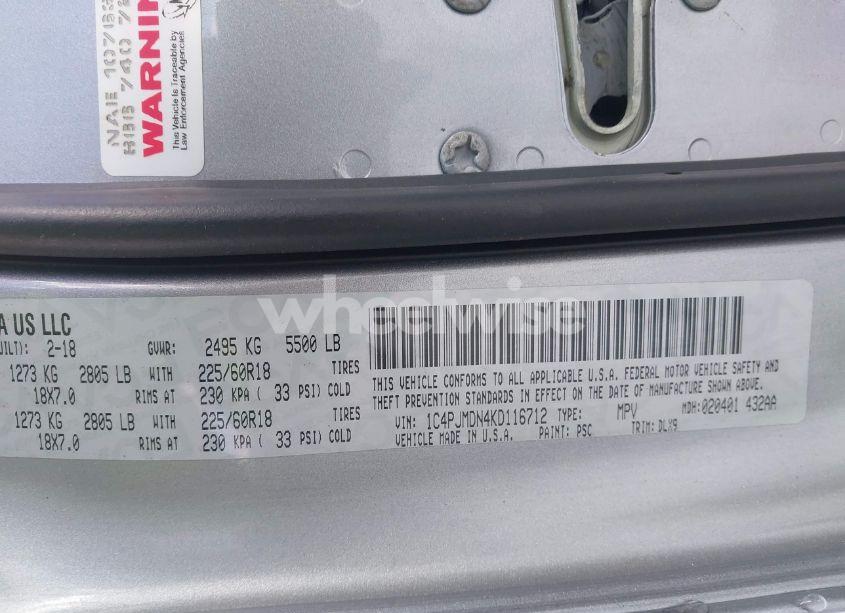 WARNIN
This Vehicle Is Traceable by
Law Enforcement Agencies
wheelwise
A US LLC
UILT): 2-18 GVWR: 2495 KG 5500 LB
1273 KG 2805 LB WITH 225/60R18 TIRES
18X7.0 RIMS AT 230 KPA ( 33 PSI) COLD
1273 KG 2805 LB WITH 225/60R18 TIRES
18X7.0 RIMS AT 230 KPA ( 33 PSI) COLD
THIS VEHICLE CONFORMS TO ALL APPLICABLE U.S.A. FEDERAL MOTOR VEHICLE SAFETY AND
THEFT PREVENTION STANDARDS IN EFFECT ON THE DATE OF MANUFACTURE SHOWN ABOVE.
VIN: 1C4PJMDN4KD116712 TYPE: MPV MDH:020401 432AA
VEHICLE MADE IN U.S.A. PAINT: PSC TRIM: DLX9